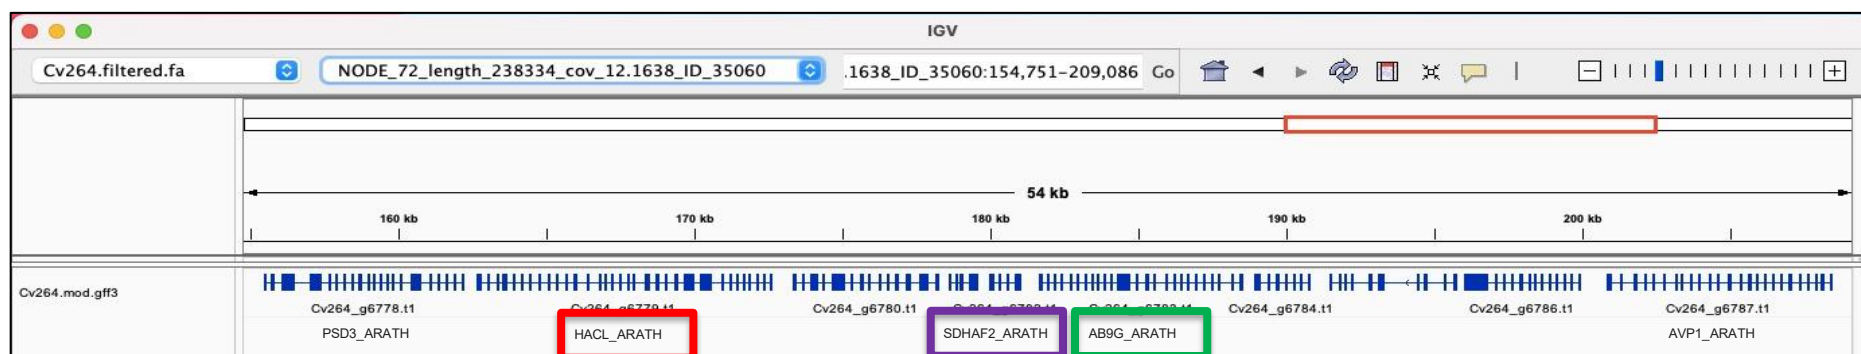 IGV
Cv264.filtered.fa NODE_72_length_238334_cov_12.1638_ID_35060 .1638_ID_35060:154,751-209,086 Go
54 kb
160 kb 170 kb 180 kb 190 kb 200 kb
Cv264.mod.gff3
Cv264_g6778.t1 Cv264_g6779.t1 Cv264_g6780.t1 Cv264_g6784.t1 Cv264_g6786.t1 Cv264_g6787.t1
PSD3_ARATH HACL_ARATH SDHAF2_ARATH AB9G_ARATH AVP1_ARATH